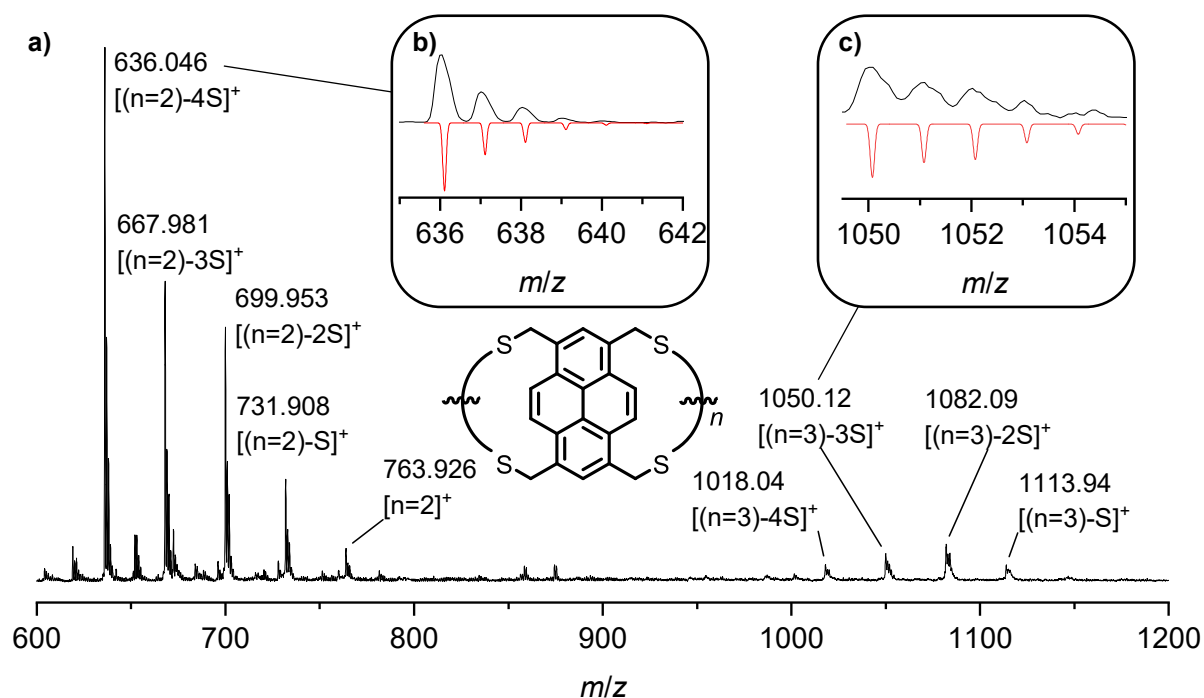 a)
636.046
[(n=2)-4S]⁺
667.981
[(n=2)-3S]⁺
699.953
[(n=2)-2S]⁺
731.908
[(n=2)-S]⁺
763.926
[n=2]⁺
b)
636 638 640 642
m/z
c)
1050 1052 1054
m/z
S S
S S
n
1050.12
[(n=3)-3S]⁺
1082.09
[(n=3)-2S]⁺
1018.04
[(n=3)-4S]⁺
1113.94
[(n=3)-S]⁺
600 700 800 900 1000 1100 1200
m/z